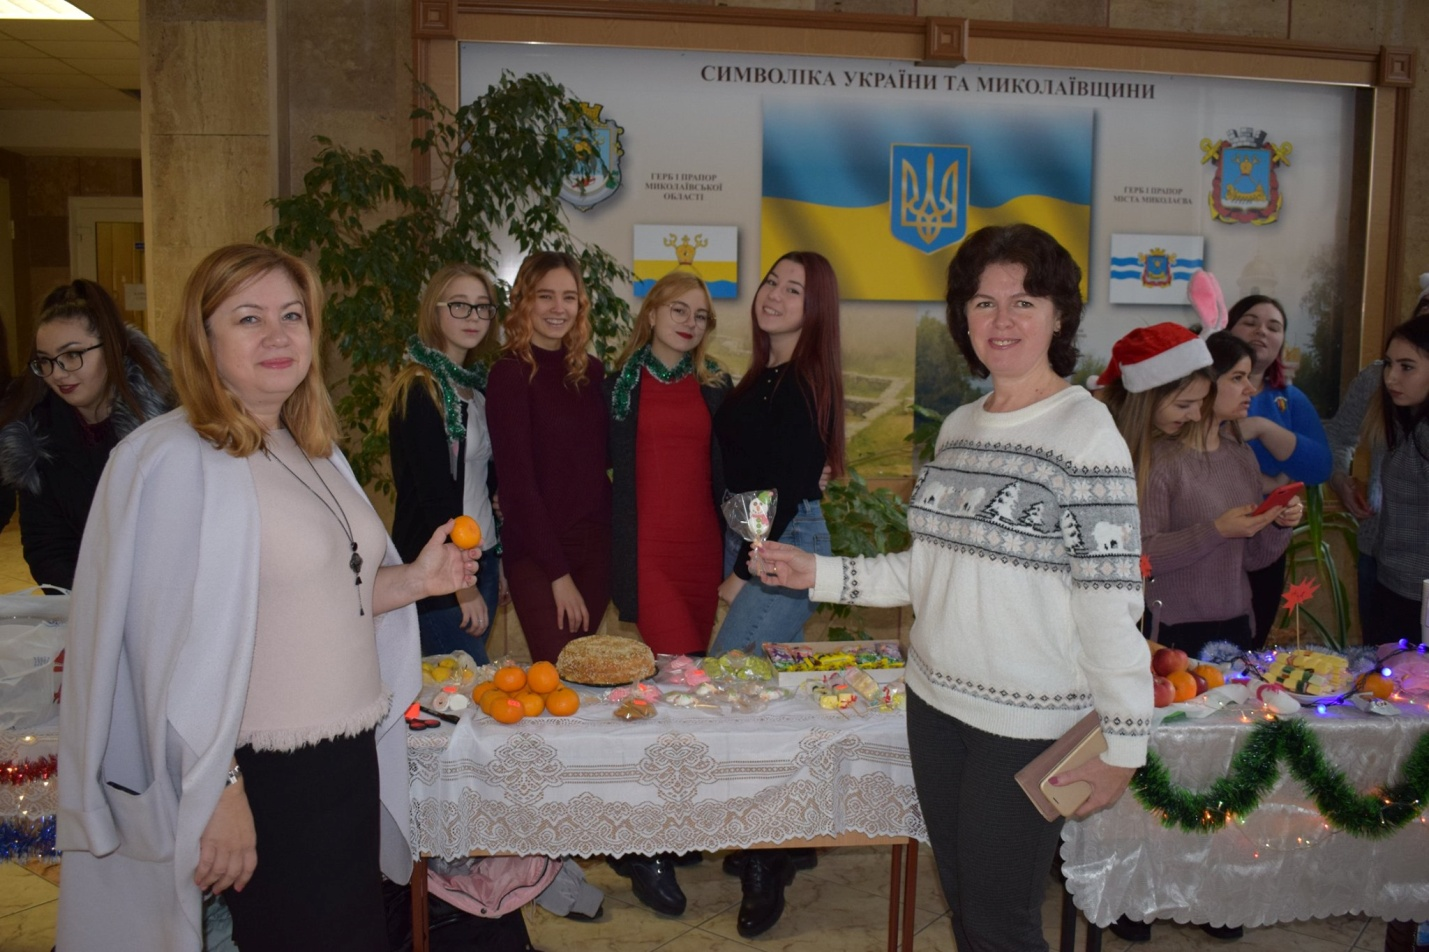 СИМВОЛІКА УКРАЇНИ ТА МИКОЛАЇВЩИНИ
ГЕРБ І ПРАПОР
МИКОЛАЇВСЬКОЇ
ОБЛАСТІ
ГЕРБ І ПРАПОР
МІСТА МИКОЛАЄВА